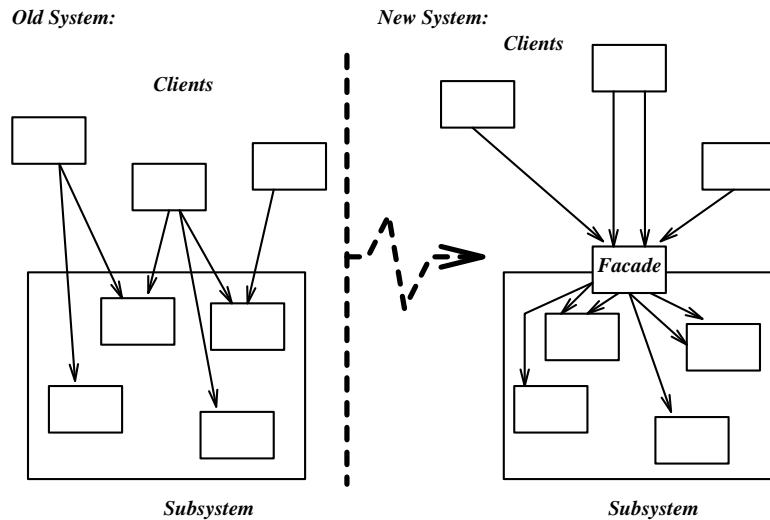 Old System:
New System:
Clients
Clients
Facade
Subsystem
Subsystem